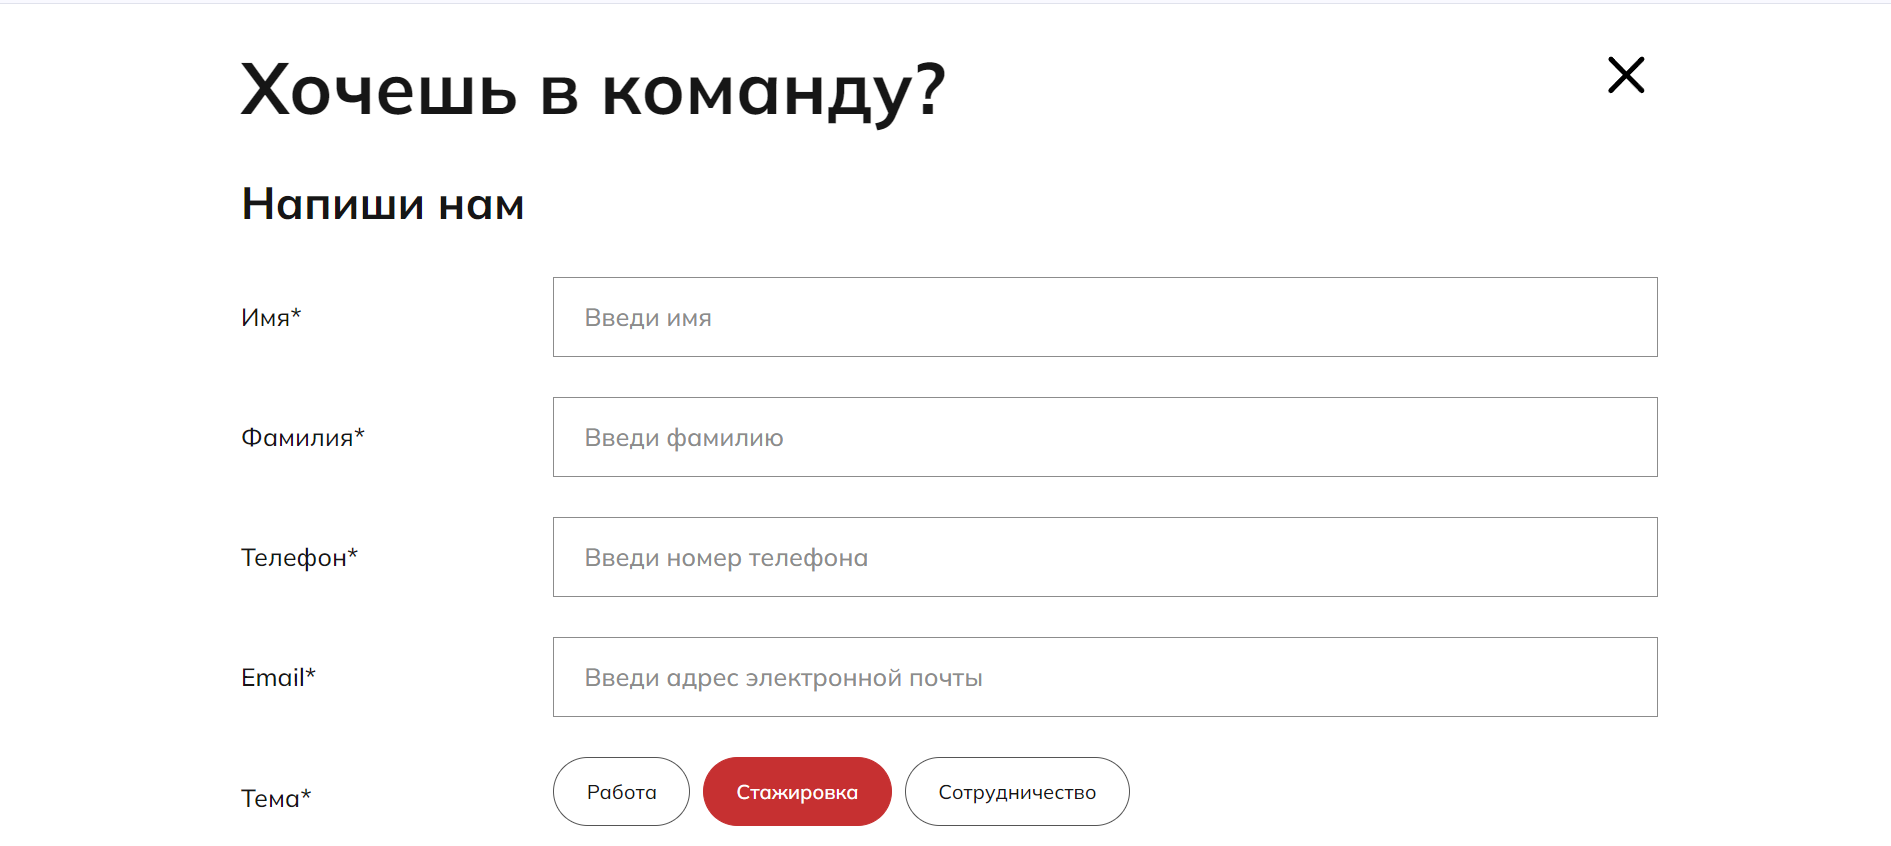 Хочешь в команду?
Напиши нам
Имя* Введи имя
Фамилия* Введи фамилию
Телефон* Введи номер телефона
Email* Введи адрес электронной почты
Тема* Работа Стажировка Сотрудничество